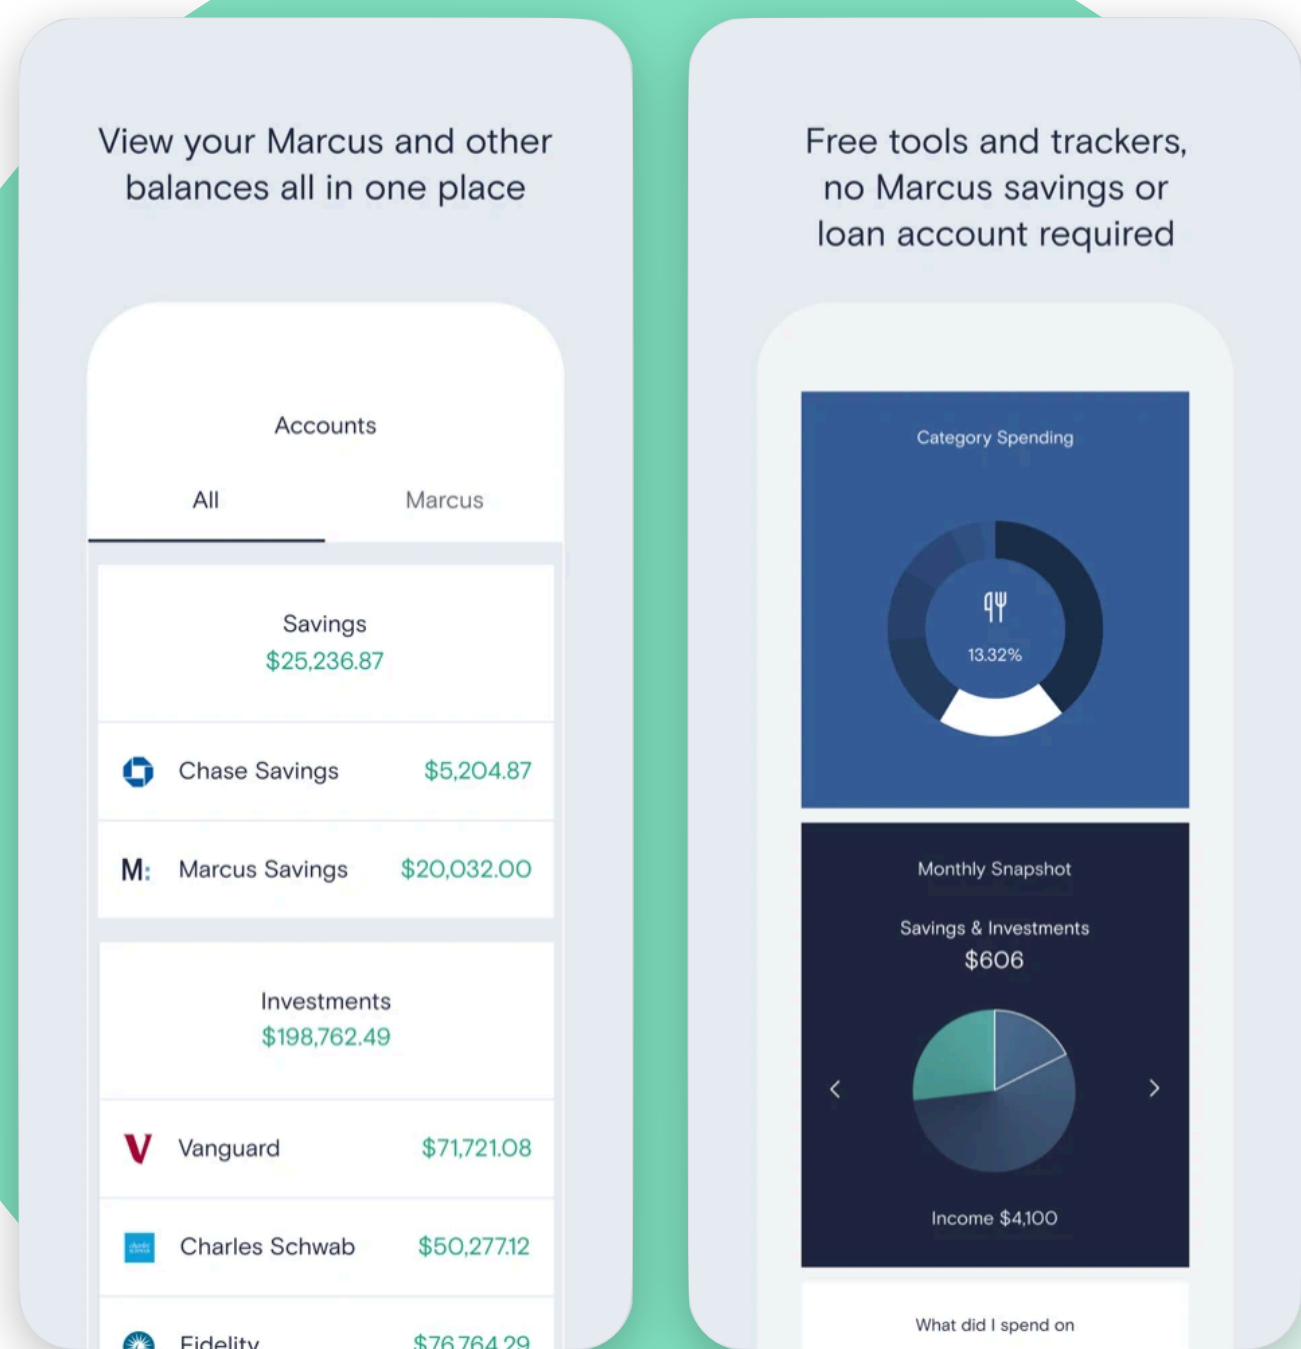 View your Marcus and other
balances all in one place
Accounts
All Marcus
Savings
$25,236.87
Chase Savings $5,204.87
M: Marcus Savings $20,032.00
Investments
$198,762.49
Vanguard $71,721.08
charles
SCHWAB
Charles Schwab $50,277.12
Fidelity $76,764.29
Free tools and trackers,
no Marcus savings or
loan account required
Category Spending
13.32%
Monthly Snapshot
Savings & Investments
$606
Income $4,100
What did I spend on